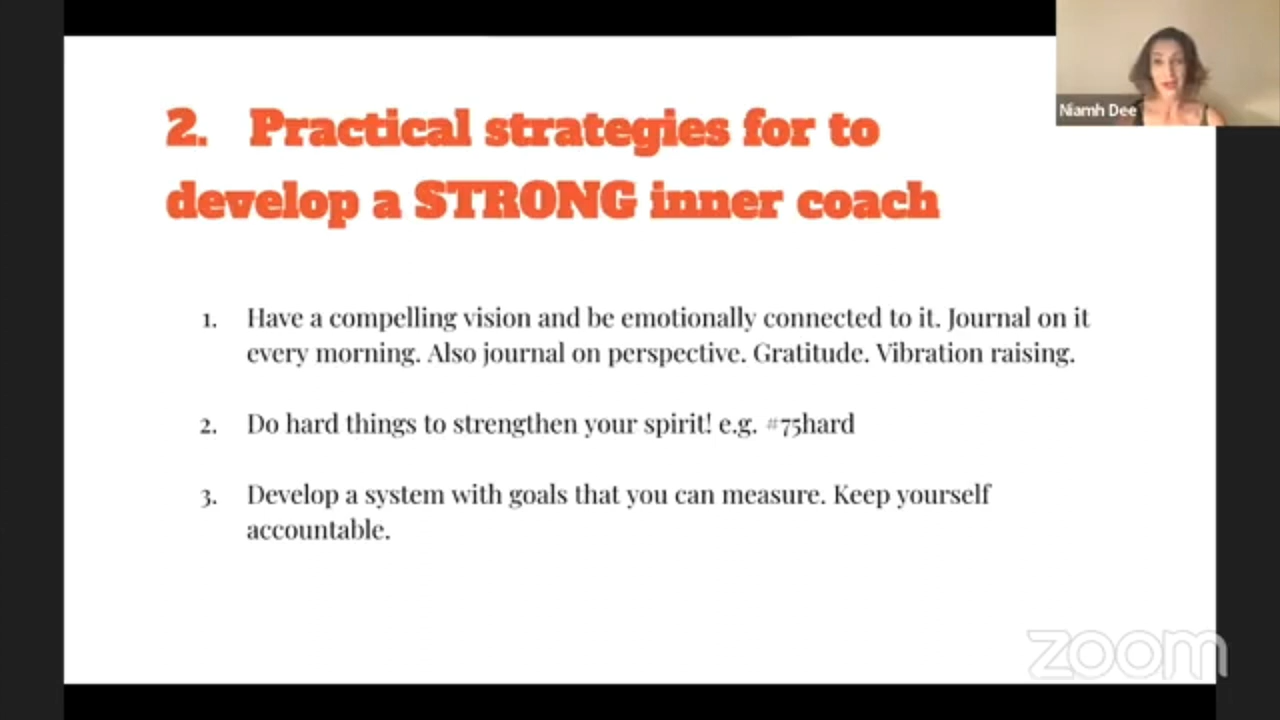 Niamh Dee
2. Practical strategies for to
develop a STRONG inner coach
1. Have a compelling vision and be emotionally connected to it. Journal on it
every morning. Also journal on perspective. Gratitude. Vibration raising.
2. Do hard things to strengthen your spirit! e.g. #75hard
3. Develop a system with goals that you can measure. Keep yourself
accountable.
zoom